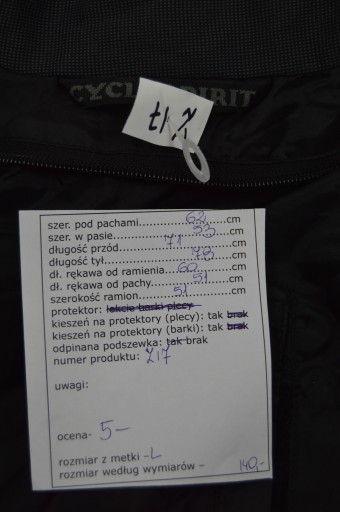 CYCLE SPIRIT
Z17
szer. pod pachami..................62......cm
szer. w pasie.........................53......cm
długość przód...............71..............cm
długość tył............................78......cm
dł. rękawa od ramienia....60..........cm
dł. rękawa od pachy..............51......cm
szerokość ramion............51............cm
protektor: łokcie barki plecy
kieszeń na protektory (plecy): tak brak
kieszeń na protektory (barki): tak brak
odpinana podszewka: tak brak
numer produktu: Z17
uwagi:
ocena- 5-
rozmiar z metki -L
rozmiar według wymiarów - 140,-